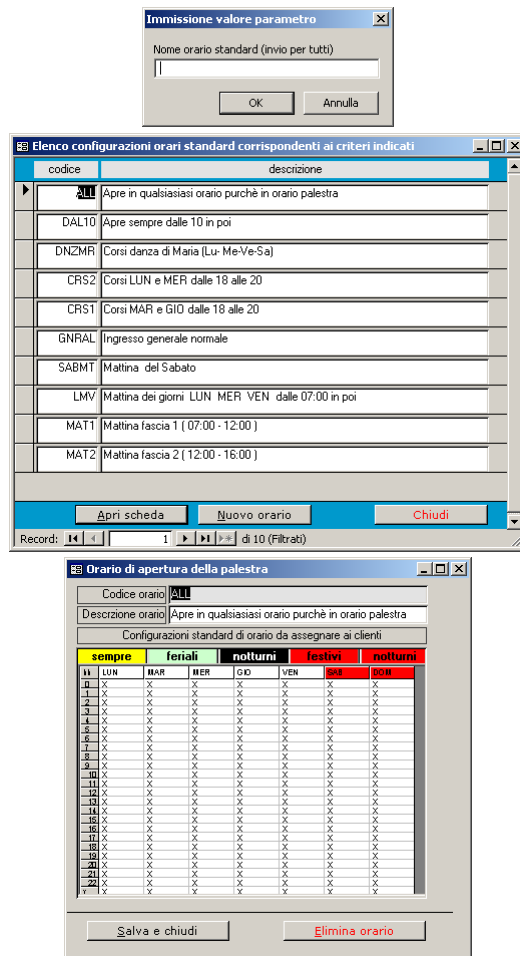 Immissione valore parametro
Nome orario standard (invio per tutti)
OK Annulla
Elenco configurazioni orari standard corrispondenti ai criteri indicati
codice descrizione
ALL Apre in qualsiasiasi orario purchè in orario palestra
DAL10 Apre sempre dalle 10 in poi
DNZMR Corsi danza di Maria (Lu- Me-Ve-Sa)
CRS2 Corsi LUN e MER dalle 18 alle 20
CRS1 Corsi MAR e GIO dalle 18 alle 20
GNRAL Ingresso generale normale
SABMT Mattina del Sabato
LMV Mattina dei giorni LUN MER VEN dalle 07:00 in poi
MAT1 Mattina fascia 1 ( 07:00 - 12:00 )
MAT2 Mattina fascia 2 ( 12:00 - 16:00 )
Apri scheda Nuovo orario Chiudi
Record: 1 di 10 (Filtrati)
Orario di apertura della palestra
Codice orario ALL
Descrzione orario Apre in qualsiasiasi orario purchè in orario palestra
Configurazioni standard di orario da assegnare ai clienti
sempre feriali notturni festivi notturni
hh LUN MAR MER GIO VEN SAB DOM
0 X X X X X X X
1 X X X X X X X
2 X X X X X X X
3 X X X X X X X
4 X X X X X X X
5 X X X X X X X
6 X X X X X X X
7 X X X X X X X
8 X X X X X X X
9 X X X X X X X
10 X X X X X X X
11 X X X X X X X
12 X X X X X X X
13 X X X X X X X
14 X X X X X X X
15 X X X X X X X
16 X X X X X X X
17 X X X X X X X
18 X X X X X X X
19 X X X X X X X
20 X X X X X X X
21 X X X X X X X
22 X X X X X X X
Salva e chiudi Elimina orario